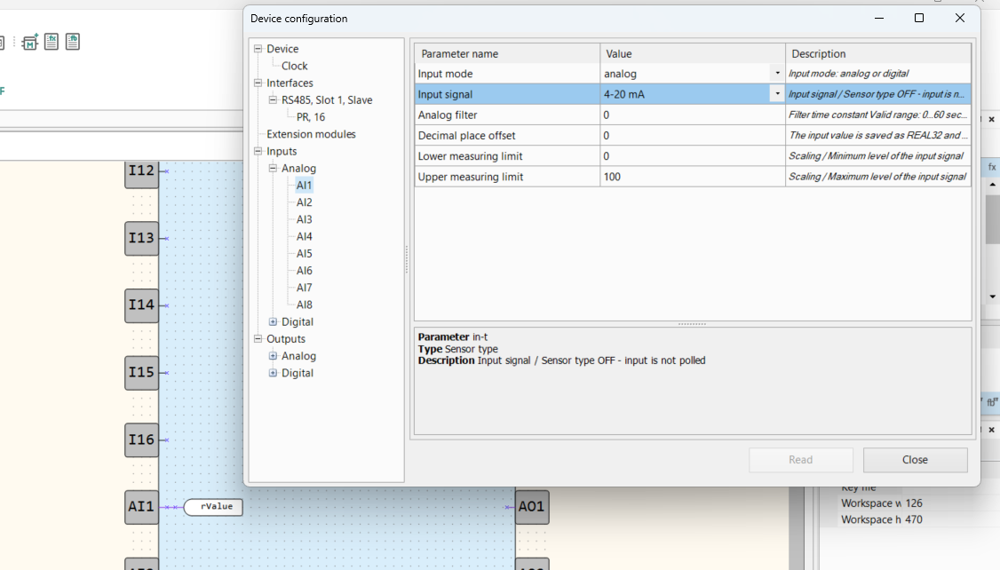 Device configuration
Device
Clock
Interfaces
RS485, Slot 1, Slave
PR, 16
Extension modules
Inputs
Analog
AI1
AI2
AI3
AI4
AI5
AI6
AI7
AI8
Digital
Outputs
Analog
Digital
Parameter name Value Description
Input mode analog Input mode: analog or digital
Input signal 4-20 mA Input signal / Sensor type OFF - input is n...
Analog filter 0 Filter time constant Valid range: 0...60 sec...
Decimal place offset 0 The input value is saved as REAL32 and ...
Lower measuring limit 0 Scaling / Minimum level of the input signal
Upper measuring limit 100 Scaling / Maximum level of the input signal
Parameter in-t
Type Sensor type
Description Input signal / Sensor type OFF - input is not polled
Read Close
M fx fb
F
I12
I13
I14
I15
I16
AI1 rValue AO1
fx
fb"
Key
Workspace w 126
Workspace h 470